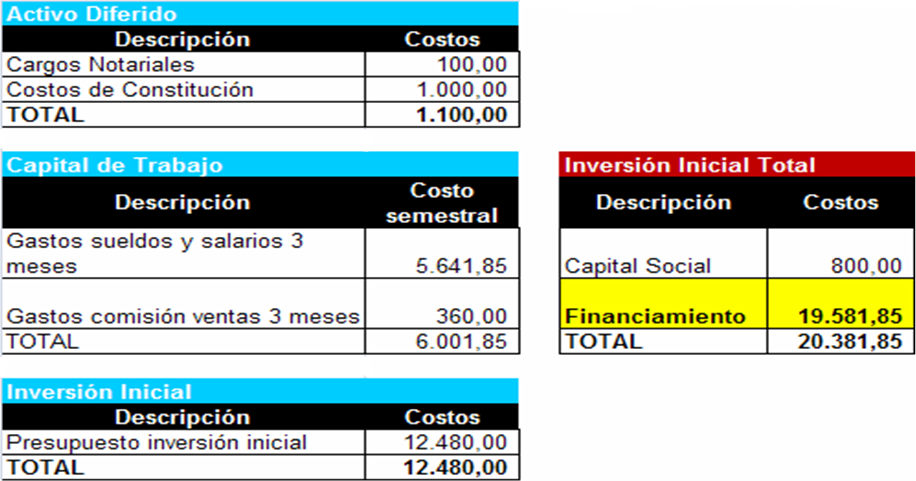 Activo Diferido
Descripción Costos
Cargos Notariales 100,00
Costos de Constitución 1.000,00
TOTAL 1.100,00
Capital de Trabajo
Descripción Costo semestral
Gastos sueldos y salarios 3 meses 5.641,85
Gastos comisión ventas 3 meses 360,00
TOTAL 6.001,85
Inversión Inicial Total
Descripción Costos
Capital Social 800,00
Financiamiento 19.581,85
TOTAL 20.381,85
Inversión Inicial
Descripción Costos
Presupuesto inversión inicial 12.480,00
TOTAL 12.480,00